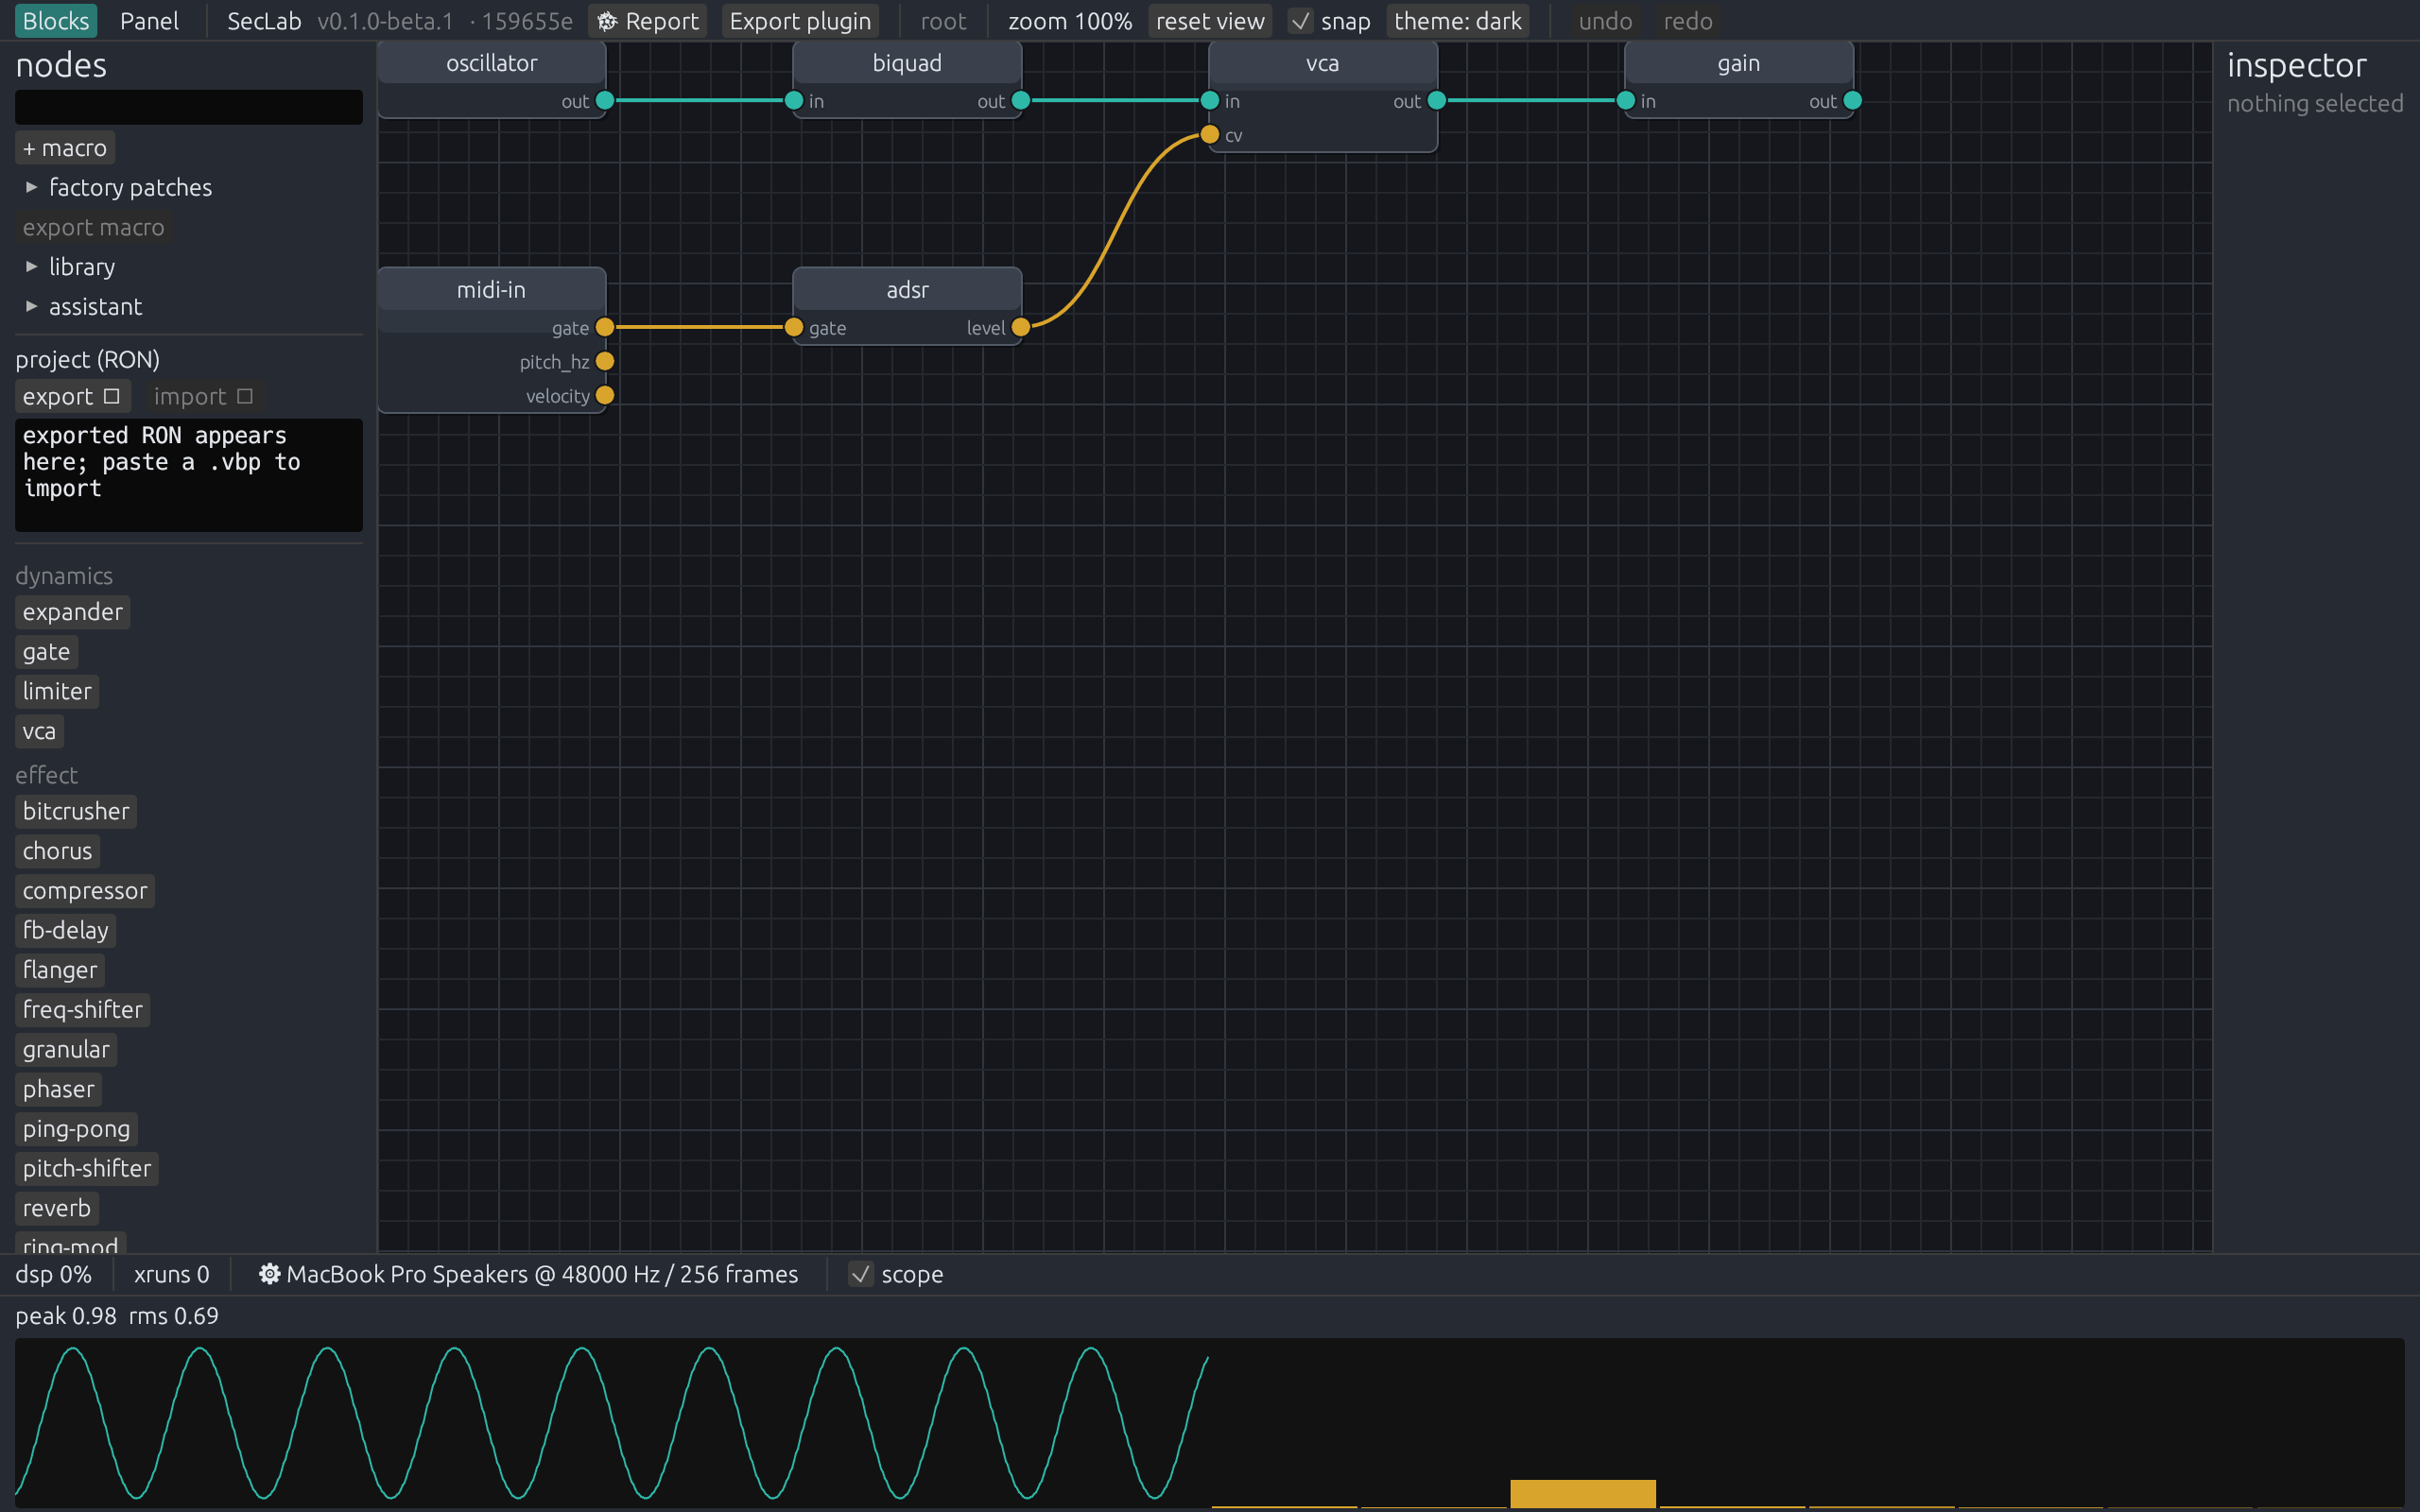 Blocks Panel SecLab v0.1.0-beta.1 · 159655e Report Export plugin root zoom 100% reset view snap theme: dark undo redo
nodes
+ macro
factory patches
export macro
library
assistant
project (RON)
export import
exported RON appears
here; paste a .vbp to
import
dynamics
expander
gate
limiter
vca
effect
bitcrusher
chorus
compressor
fb-delay
flanger
freq-shifter
granular
phaser
ping-pong
pitch-shifter
reverb
ring-mod
oscillator
out
biquad
in out
vca
in out
cv
gain
in out
midi-in
gate
pitch_hz
velocity
adsr
gate level
inspector
nothing selected
dsp 0% xruns 0 MacBook Pro Speakers @ 48000 Hz / 256 frames scope
peak 0.98 rms 0.69